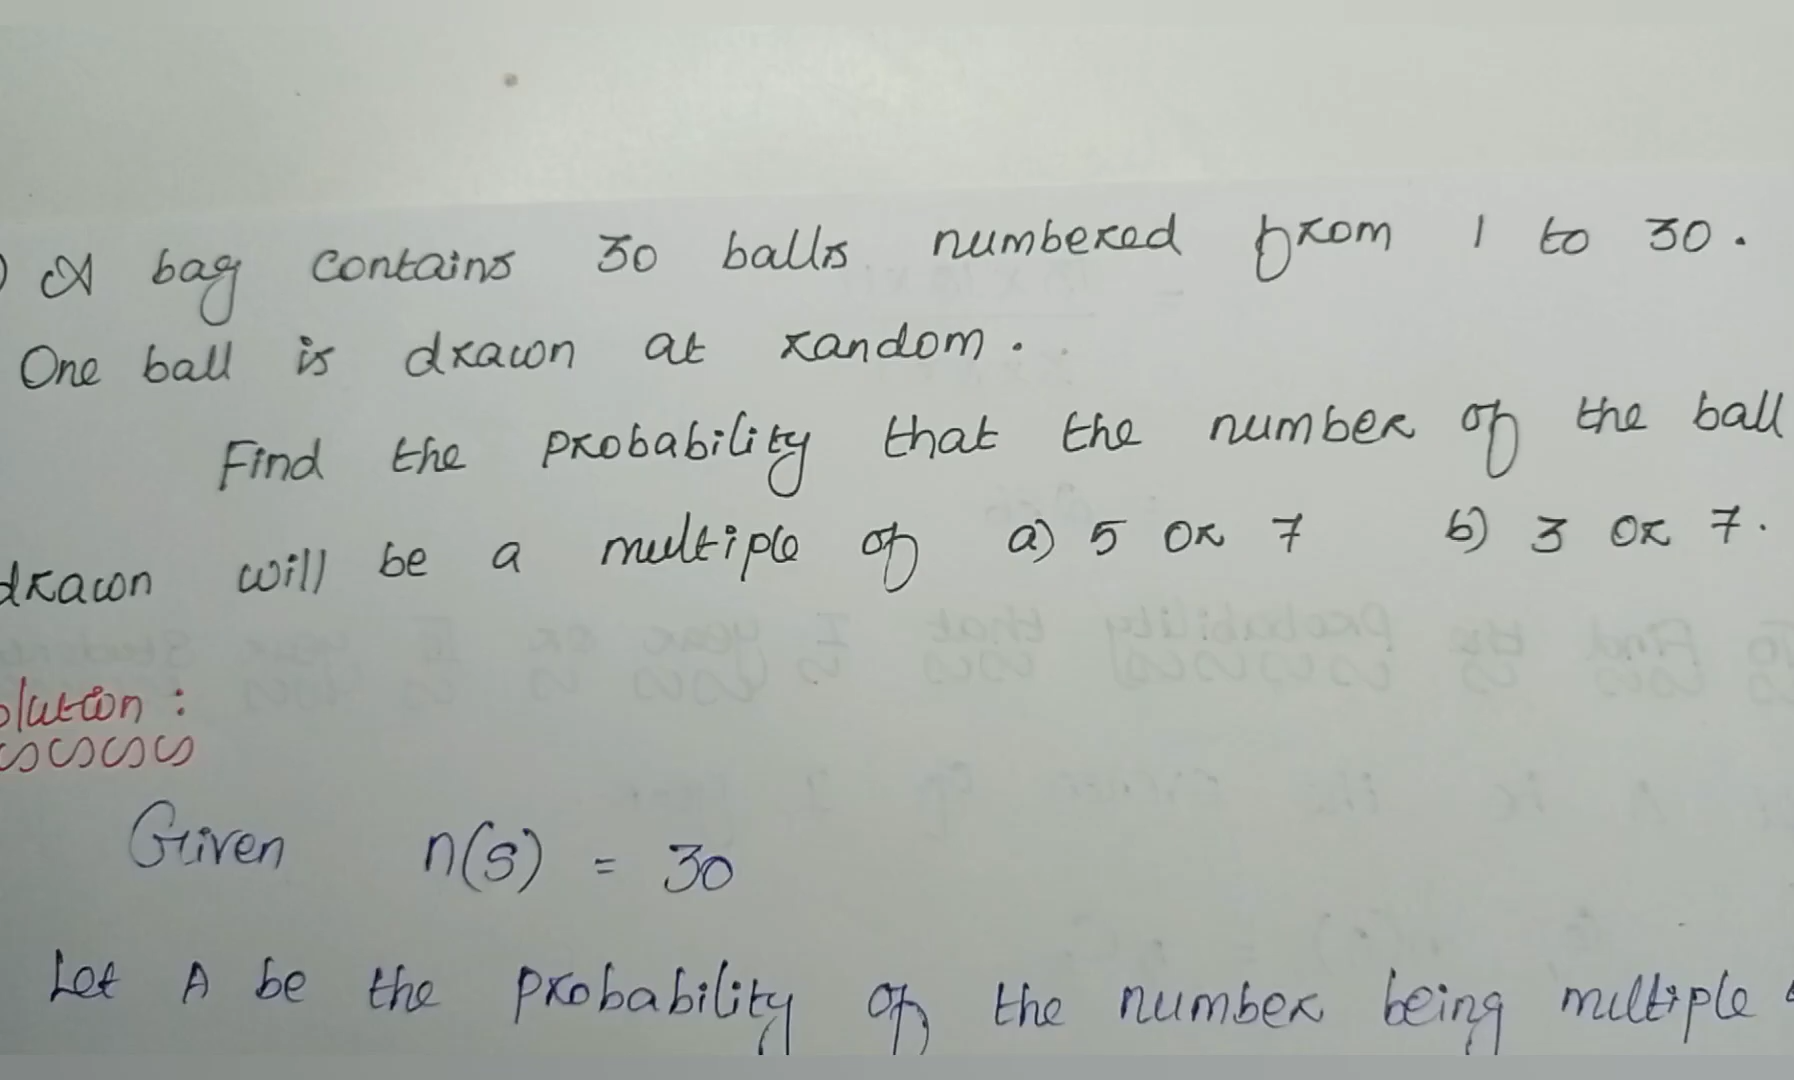 ) A bag contains 30 balls numbered from 1 to 30.
One ball is drawn at random.
Find the probability that the number of the ball
drawn will be a multiple of a) 5 or 7 b) 3 or 7.
olution :
Given n(s) = 30
Let A be the probability of the number being multiple